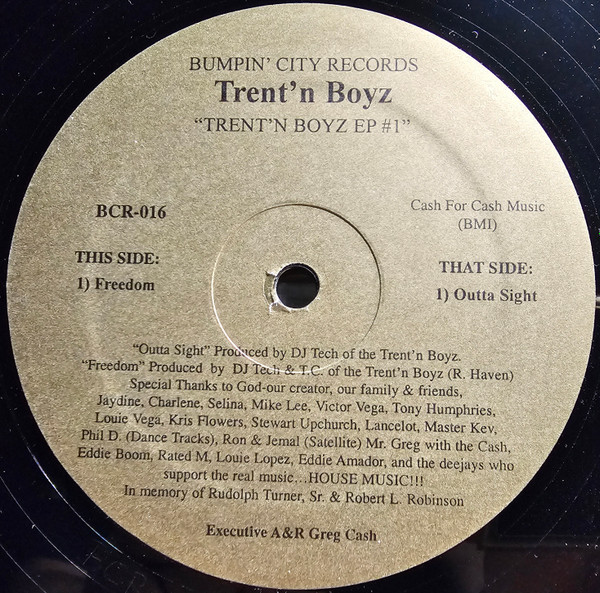 BUMPIN' CITY RECORDS
Trent'n Boyz
"TRENT'N BOYZ EP #1"
BCR-016
Cash For Cash Music
(BMI)
THIS SIDE:
1) Freedom
THAT SIDE:
1) Outta Sight
"Outta Sight" Produced by DJ Tech of the Trent'n Boyz.
"Freedom" Produced by DJ Tech & T.C. of the Trent'n Boyz (R. Haven)
Special Thanks to God-our creator, our family & friends,
Jaydine, Charlene, Selina, Mike Lee, Victor Vega, Tony Humphries,
Louie Vega, Kris Flowers, Stewart Upchurch, Lancelot, Master Kev,
Phil D. (Dance Tracks), Ron & Jemal (Satellite) Mr. Greg with the Cash,
Eddie Boom, Rated M, Louie Lopez, Eddie Amador, and the deejays who
support the real music...HOUSE MUSIC!!!
In memory of Rudolph Turner, Sr. & Robert L. Robinson
Executive A&R Greg Cash